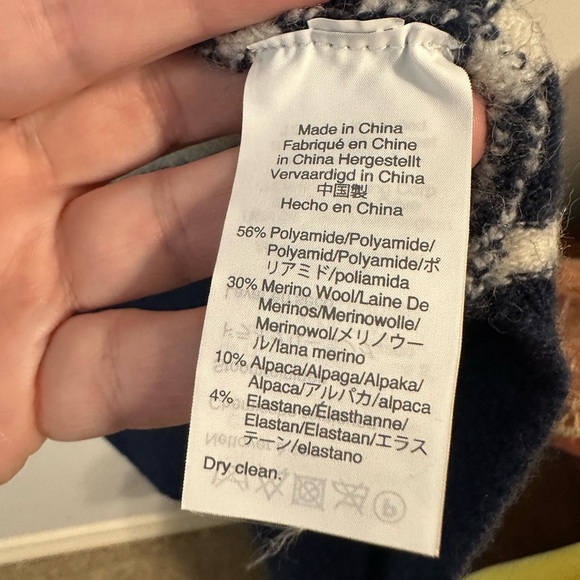 Made in China
Fabriqué en Chine
in China Hergestellt
Vervaardigd in China
中国製
Hecho en China
56% Polyamide/Polyamide/
Polyamid/Polyamide/ポ
リアミド/poliamida
30% Merino Wool/Laine De
Merinos/Merinowolle/
Merinowol/メリノウー
ル/lana merino
10% Alpaca/Alpaga/Alpaka/
Alpaca/アルパカ/alpaca
4% Elastane/Élasthanne/
Elastan/Elastaan/エラス
テーン/elastano
Dry clean.